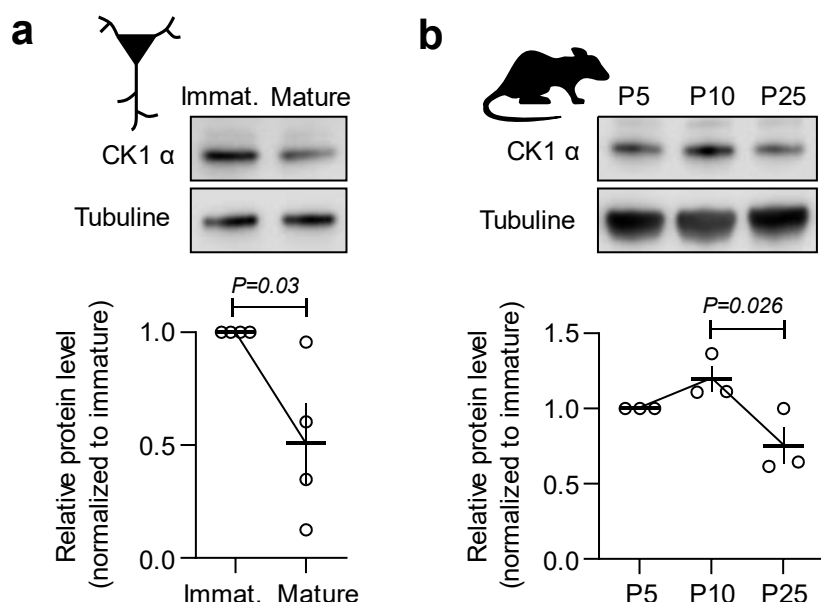 a
Immat. Mature
CK1 α
Tubuline
P=0.03
Relative protein level
(normalized to immature)
1.0
0.5
0.0
Immat. Mature
b
P5 P10 P25
CK1 α
Tubuline
P=0.026
Relative protein level
(normalized to immature)
1.5
1.0
0.5
0.0
P5 P10 P25